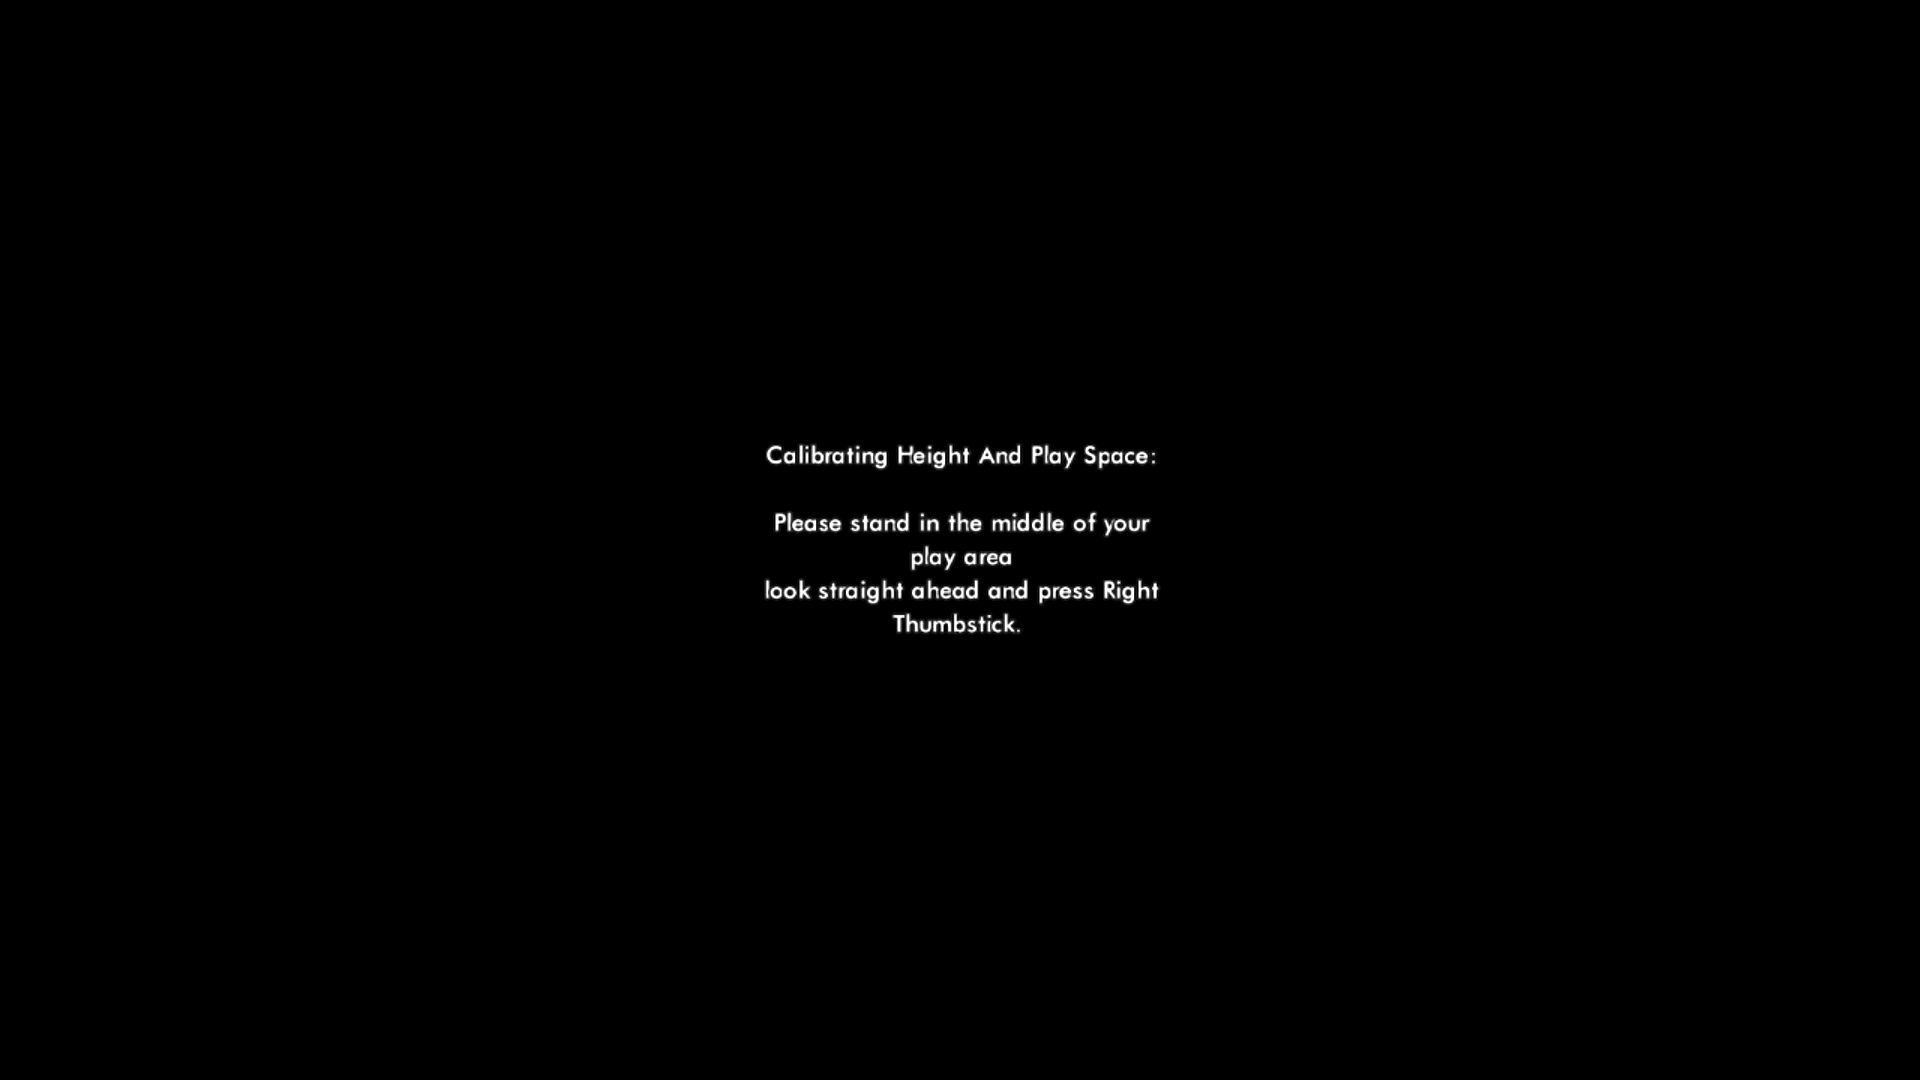 Calibrating Height And Play Space:
Please stand in the middle of your
play area
look straight ahead and press Right
Thumbstick.